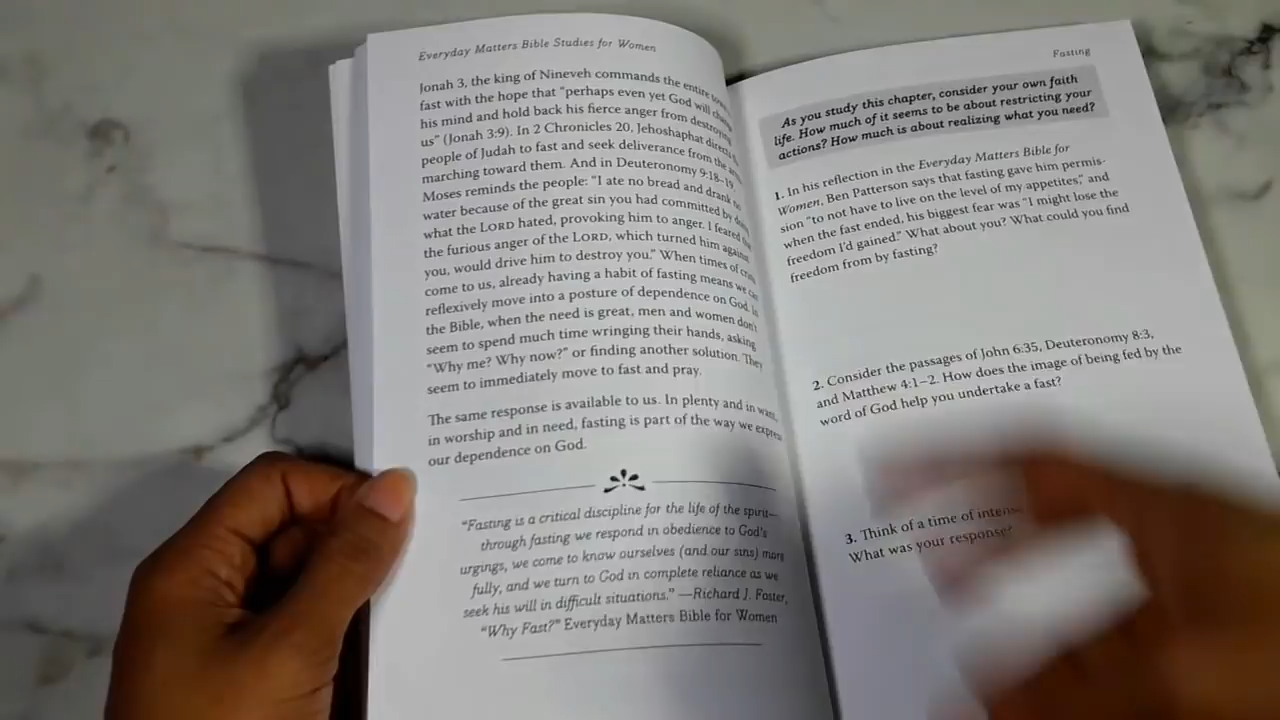 Everyday Matters Bible Studies for Women
Jonah 3, the king of Nineveh commands the entire
fast with the hope that "perhaps even yet God will
his mind and hold back his fierce anger from destroying
us" (Jonah 3:9). In 2 Chronicles 20, Jehoshaphat
people of Judah to fast and seek deliverance from the
marching toward them. And in Deuteronomy 9:18–19,
Moses reminds the people: "I ate no bread and drank
water because of the great sin you had committed by
what the LORD hated, provoking him to anger. I feared
the furious anger of the LORD, which turned him against
you, would drive him to destroy you." When times of
come to us, already having a habit of fasting means we
reflexively move into a posture of dependence on God. In
the Bible, when the need is great, men and women don't
seem to spend much time wringing their hands, asking
"Why me? Why now?" or finding another solution. They
seem to immediately move to fast and pray.
The same response is available to us. In plenty and in want,
in worship and in need, fasting is part of the way we express
our dependence on God.
"Fasting is a critical discipline for the life of the spirit—
through fasting we respond in obedience to God's
urgings, we come to know ourselves (and our sins) more
fully, and we turn to God in complete reliance as we
seek his will in difficult situations." —Richard J. Foster,
"Why Fast?" Everyday Matters Bible for Women
Fasting
As you study this chapter, consider your own faith
life. How much of it seems to be about restricting your
actions? How much is about realizing what you need?
1. In his reflection in the Everyday Matters Bible for
Women, Ben Patterson says that fasting gave him permis-
sion "to not have to live on the level of my appetites," and
when the fast ended, his biggest fear was "I might lose the
freedom I'd gained." What about you? What could you find
freedom from by fasting?
2. Consider the passages of John 6:35, Deuteronomy 8:3,
and Matthew 4:1–2. How does the image of being fed by the
word of God help you undertake a fast?
3. Think of a time of
What was your response?